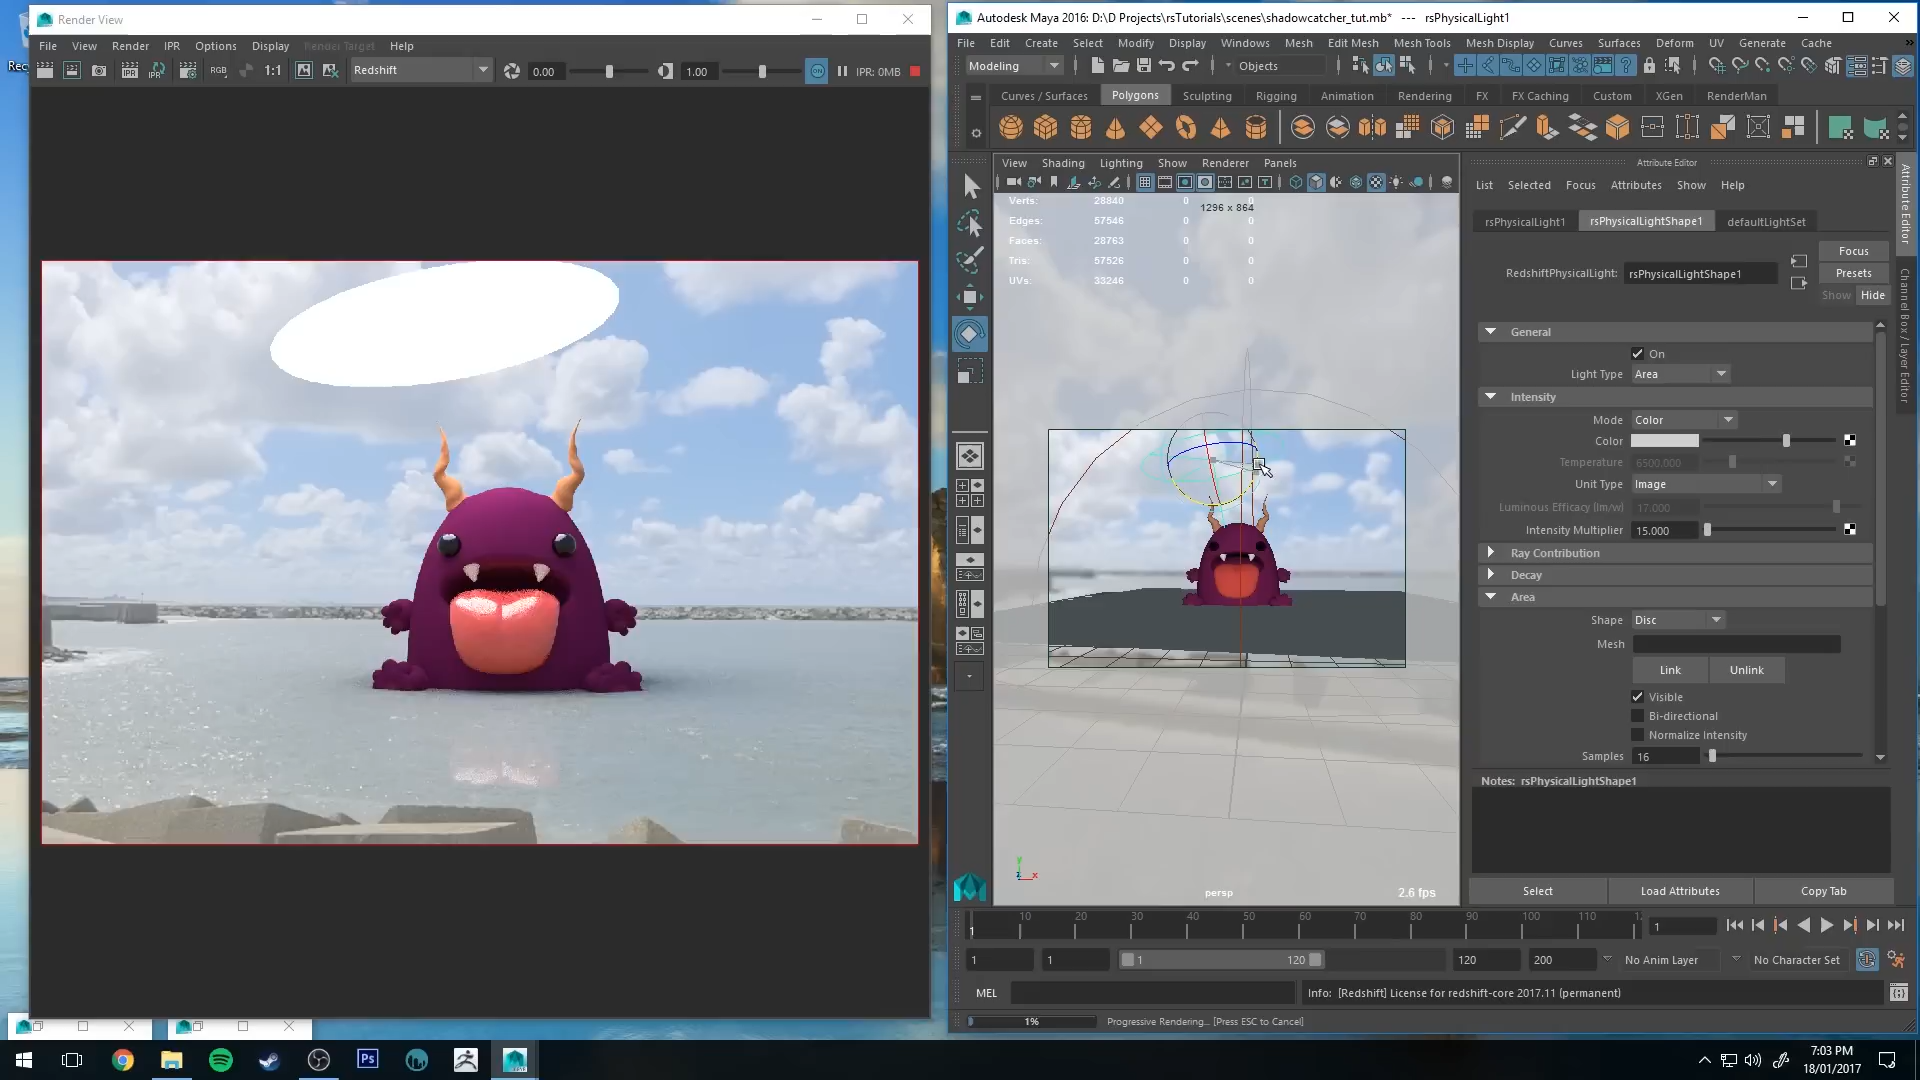 Render View
File View Render IPR Options Display Render Target Help
IPR RGB 1:1 Redshift 0.00 1.00 IPR: 0MB
Autodesk Maya 2016: D:\D Projects\rsTutorials\scenes\shadowcatcher_tut.mb* --- rsPhysicalLight1
File Edit Create Select Modify Display Windows Mesh Edit Mesh Mesh Tools Mesh Display Curves Surfaces Deform UV Generate Cache
Modeling Objects
Curves / Surfaces Polygons Sculpting Rigging Animation Rendering FX FX Caching Custom XGen RenderMan
View Shading Lighting Show Renderer Panels
Verts: 28840 0 0
1296 x 864
Edges: 57546 0 0
Faces: 28763 0 0
Tris: 57526 0 0
UVs: 33246 0 0
persp
2.6 fps
y
z x
Attribute Editor
List Selected Focus Attributes Show Help
rsPhysicalLight1 rsPhysicalLightShape1 defaultLightSet
Focus
RedshiftPhysicalLight: rsPhysicalLightShape1
Presets
Show Hide
General
On
Light Type Area
Intensity
Mode Color
Color
Temperature 6500.000
Unit Type Image
Luminous Efficacy (lm/w) 17.000
Intensity Multiplier 15.000
Ray Contribution
Decay
Area
Shape Disc
Mesh
Link Unlink
Visible
Bi-directional
Normalize Intensity
Samples 16
Notes: rsPhysicalLightShape1
Select Load Attributes Copy Tab
Attribute Editor
Channel Box / Layer Editor
1 10 20 30 40 50 60 70 80 90 100 110 1
1 1 1 120 120 200 No Anim Layer No Character Set
MEL
Info: [Redshift] License for redshift-core 2017.11 (permanent)
1% Progressive Rendering... [Press ESC to Cancel]
Ps
7:03 PM
18/01/2017